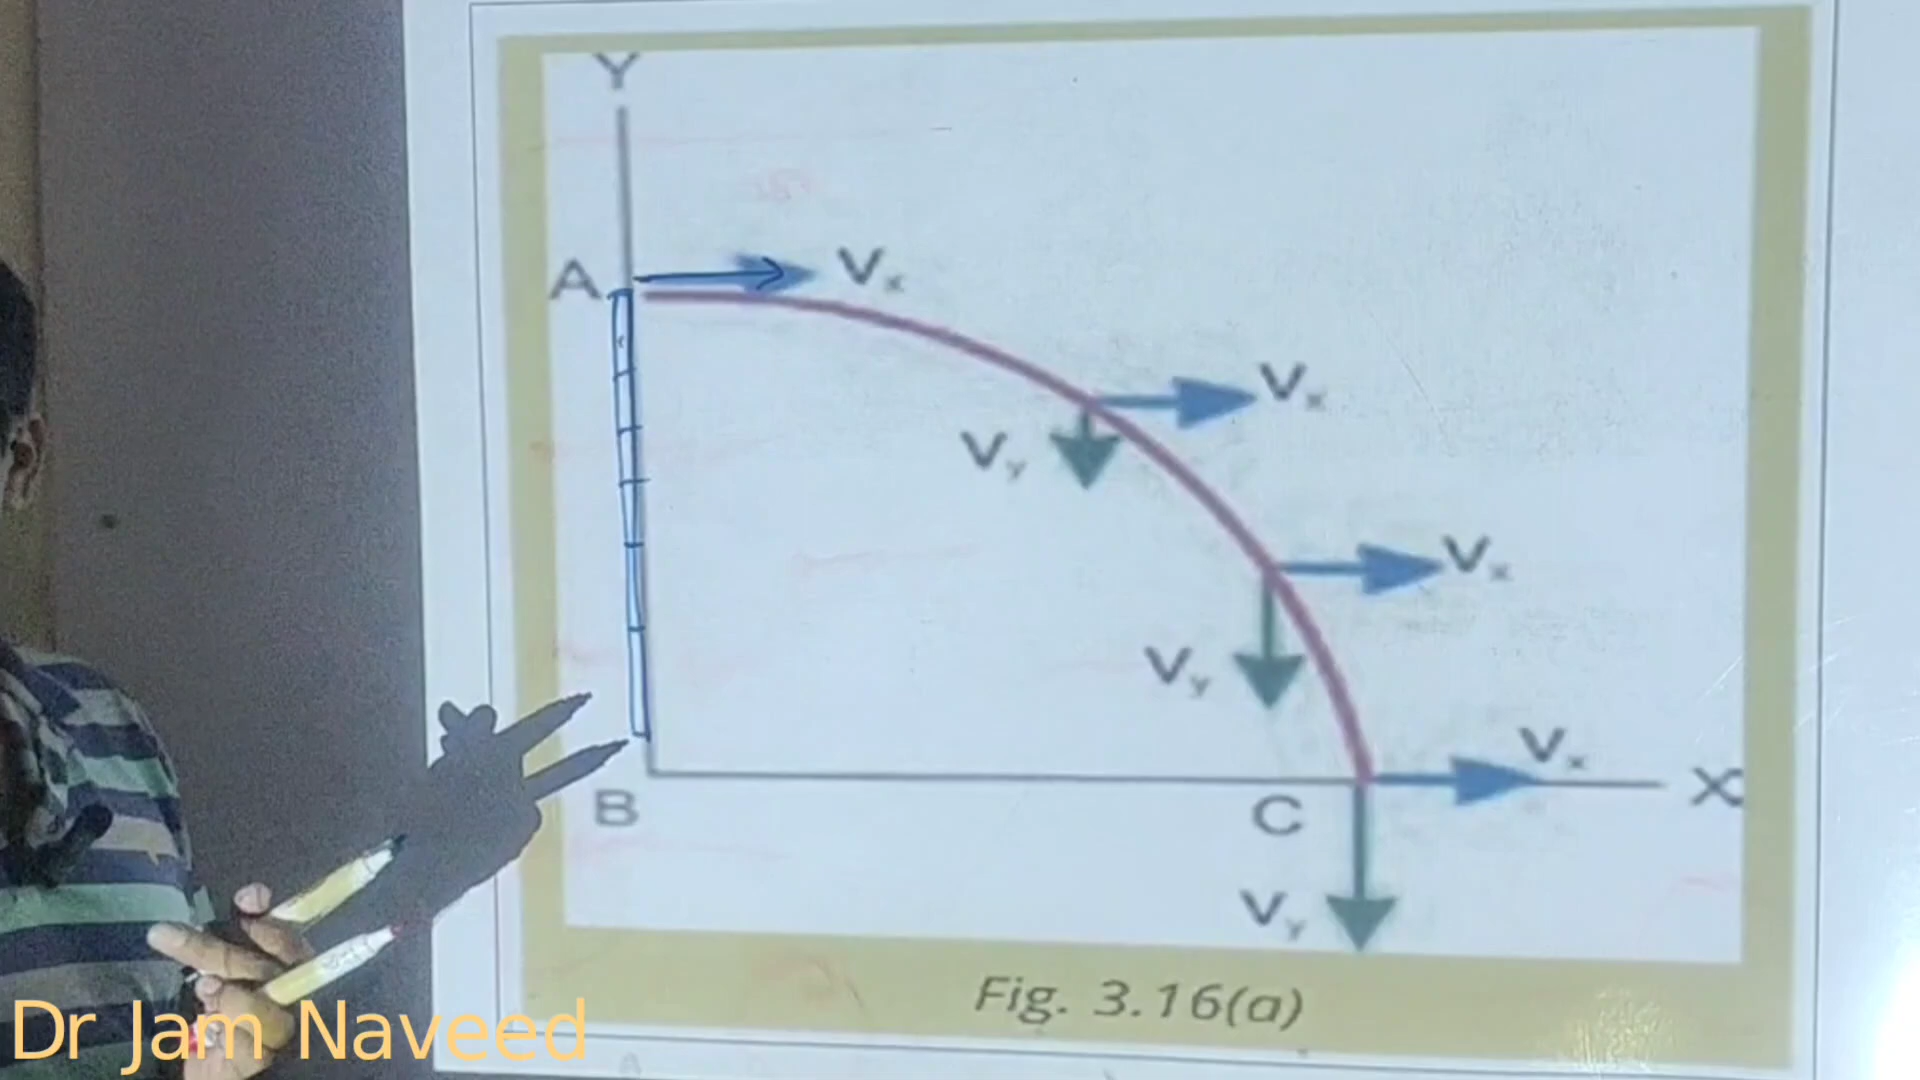 Y
A
Vx
Vx
Vy
Vx
Vy
Vx
X
B
C
Vy
Fig. 3.16(a)
Dr Jam Naveed